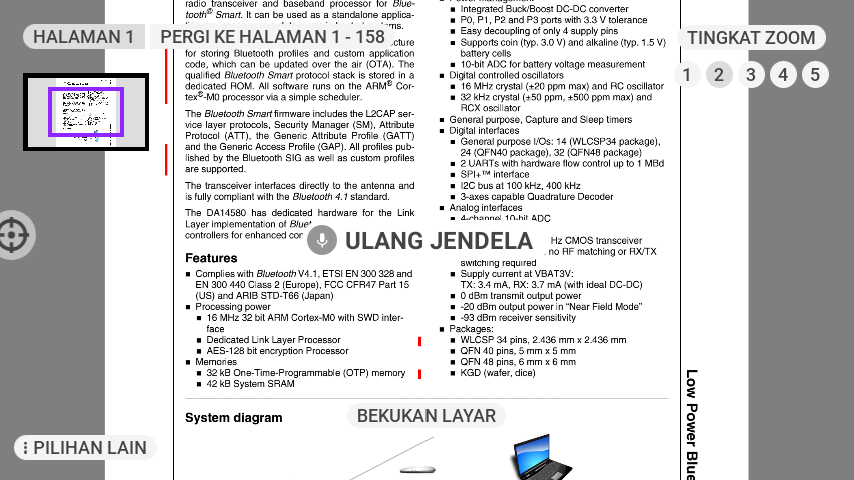 HALAMAN 1
PERGI KE HALAMAN 1 - 158
TINGKAT ZOOM
1 2 3 4 5
radio transceiver and baseband processor for Blue-
tooth® Smart. It can be used as a standalone applica-
for storing Bluetooth profiles and custom application
code, which can be updated over the air (OTA). The
qualified Bluetooth Smart protocol stack is stored in a
dedicated ROM. All software runs on the ARM® Cor-
tex®-M0 processor via a simple scheduler.
The Bluetooth Smart firmware includes the L2CAP ser-
vice layer protocols, Security Manager (SM), Attribute
Protocol (ATT), the Generic Attribute Profile (GATT)
and the Generic Access Profile (GAP). All profiles pub-
lished by the Bluetooth SIG as well as custom profiles
are supported.
The transceiver interfaces directly to the antenna and
is fully compliant with the Bluetooth 4.1 standard.
The DA14580 has dedicated hardware for the Link
Layer implementation of
controllers for enhanced
Features
■ Complies with Bluetooth V4.1, ETSI EN 300 328 and
EN 300 440 Class 2 (Europe), FCC CFR47 Part 15
(US) and ARIB STD-T66 (Japan)
■ Processing power
■ 16 MHz 32 bit ARM Cortex-M0 with SWD inter-
face
■ Dedicated Link Layer Processor
■ AES-128 bit encryption Processor
■ Memories
■ 32 kB One-Time-Programmable (OTP) memory
■ 42 kB System SRAM
■ Integrated Buck/Boost DC-DC converter
■ P0, P1, P2 and P3 ports with 3.3 V tolerance
■ Easy decoupling of only 4 supply pins
■ Supports coin (typ. 3.0 V) and alkaline (typ. 1.5 V)
battery cells
■ 10-bit ADC for battery voltage measurement
■ Digital controlled oscillators
■ 16 MHz crystal (±20 ppm max) and RC oscillator
■ 32 kHz crystal (±50 ppm, ±500 ppm max) and
RCX oscillator
■ General purpose, Capture and Sleep timers
■ Digital interfaces
■ General purpose I/Os: 14 (WLCSP34 package),
24 (QFN40 package), 32 (QFN48 package)
■ 2 UARTs with hardware flow control up to 1 MBd
■ SPI+™ interface
■ I2C bus at 100 kHz, 400 kHz
■ 3-axes capable Quadrature Decoder
■ Analog interfaces
■ 4-channel 10-bit ADC
Hz CMOS transceiver
no RF matching or RX/TX
switching required
■ Supply current at VBAT3V:
TX: 3.4 mA, RX: 3.7 mA (with ideal DC-DC)
■ 0 dBm transmit output power
■ -20 dBm output power in “Near Field Mode”
■ -93 dBm receiver sensitivity
■ Packages:
■ WLCSP 34 pins, 2.436 mm x 2.436 mm
■ QFN 40 pins, 5 mm x 5 mm
■ QFN 48 pins, 6 mm x 6 mm
■ KGD (wafer, dice)
ULANG JENDELA
System diagram
BEKUKAN LAYAR
PILIHAN LAIN
Low Power Blue